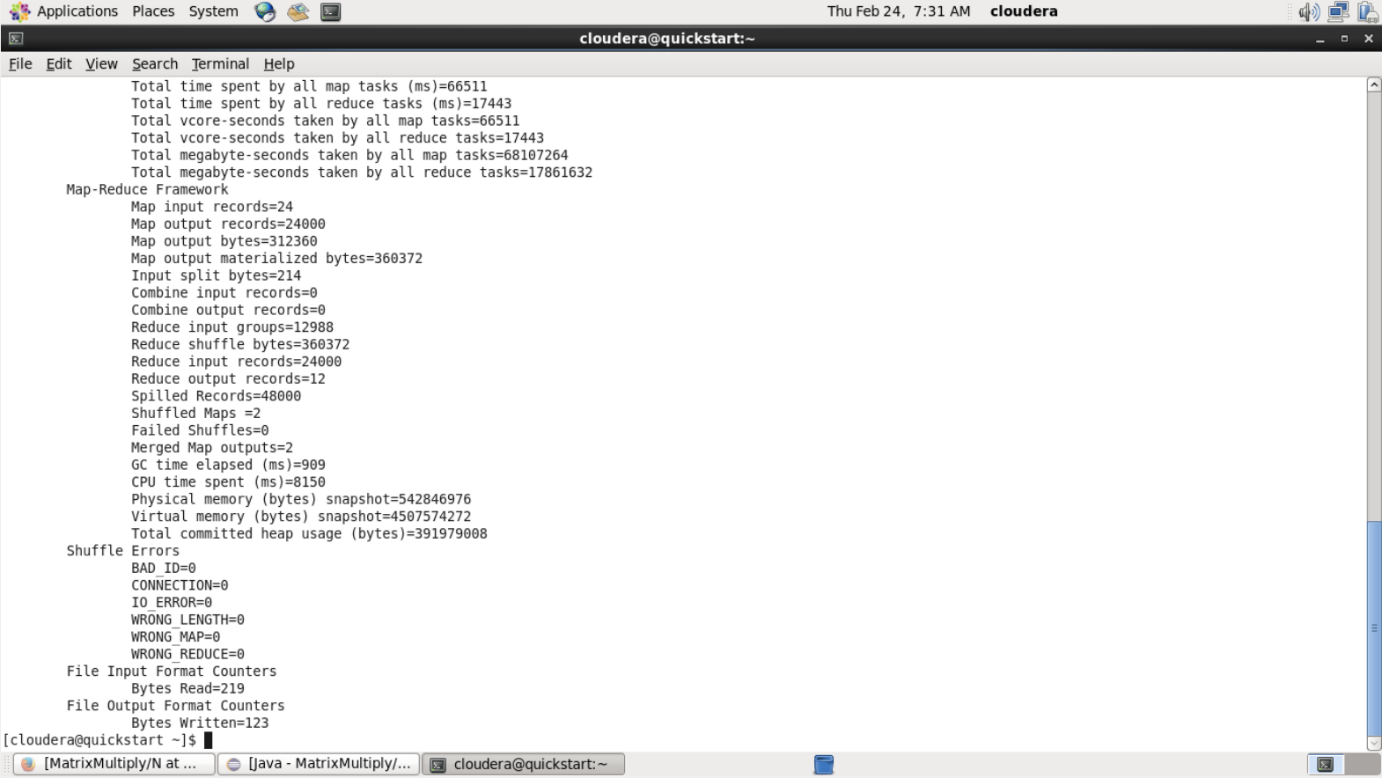 Applications Places System Thu Feb 24, 7:31 AM cloudera
cloudera@quickstart:~
File Edit View Search Terminal Help
Total time spent by all map tasks (ms)=66511
Total time spent by all reduce tasks (ms)=17443
Total vcore-seconds taken by all map tasks=66511
Total vcore-seconds taken by all reduce tasks=17443
Total megabyte-seconds taken by all map tasks=68107264
Total megabyte-seconds taken by all reduce tasks=17861632
Map-Reduce Framework
Map input records=24
Map output records=24000
Map output bytes=312360
Map output materialized bytes=360372
Input split bytes=214
Combine input records=0
Combine output records=0
Reduce input groups=12988
Reduce shuffle bytes=360372
Reduce input records=24000
Reduce output records=12
Spilled Records=48000
Shuffled Maps =2
Failed Shuffles=0
Merged Map outputs=2
GC time elapsed (ms)=909
CPU time spent (ms)=8150
Physical memory (bytes) snapshot=542846976
Virtual memory (bytes) snapshot=4507574272
Total committed heap usage (bytes)=391979008
Shuffle Errors
BAD_ID=0
CONNECTION=0
IO_ERROR=0
WRONG_LENGTH=0
WRONG_MAP=0
WRONG_REDUCE=0
File Input Format Counters
Bytes Read=219
File Output Format Counters
Bytes Written=123
[cloudera@quickstart ~]$
[MatrixMultiply/N at ... [Java - MatrixMultiply/... cloudera@quickstart:~